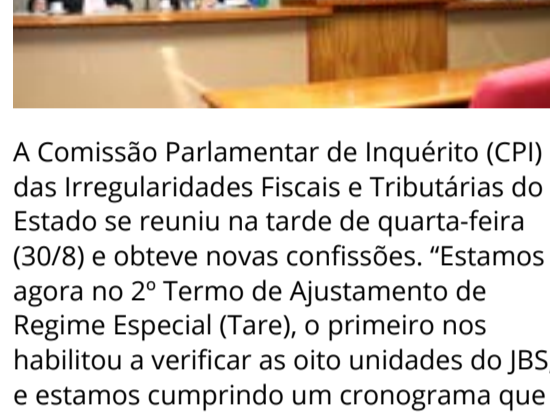 A Comissão Parlamentar de Inquérito (CPI)
das Irregularidades Fiscais e Tributárias do
Estado se reuniu na tarde de quarta-feira
(30/8) e obteve novas confissões. “Estamos
agora no 2º Termo de Ajustamento de
Regime Especial (Tare), o primeiro nos
habilitou a verificar as oito unidades do JBS,
e estamos cumprindo um cronograma que